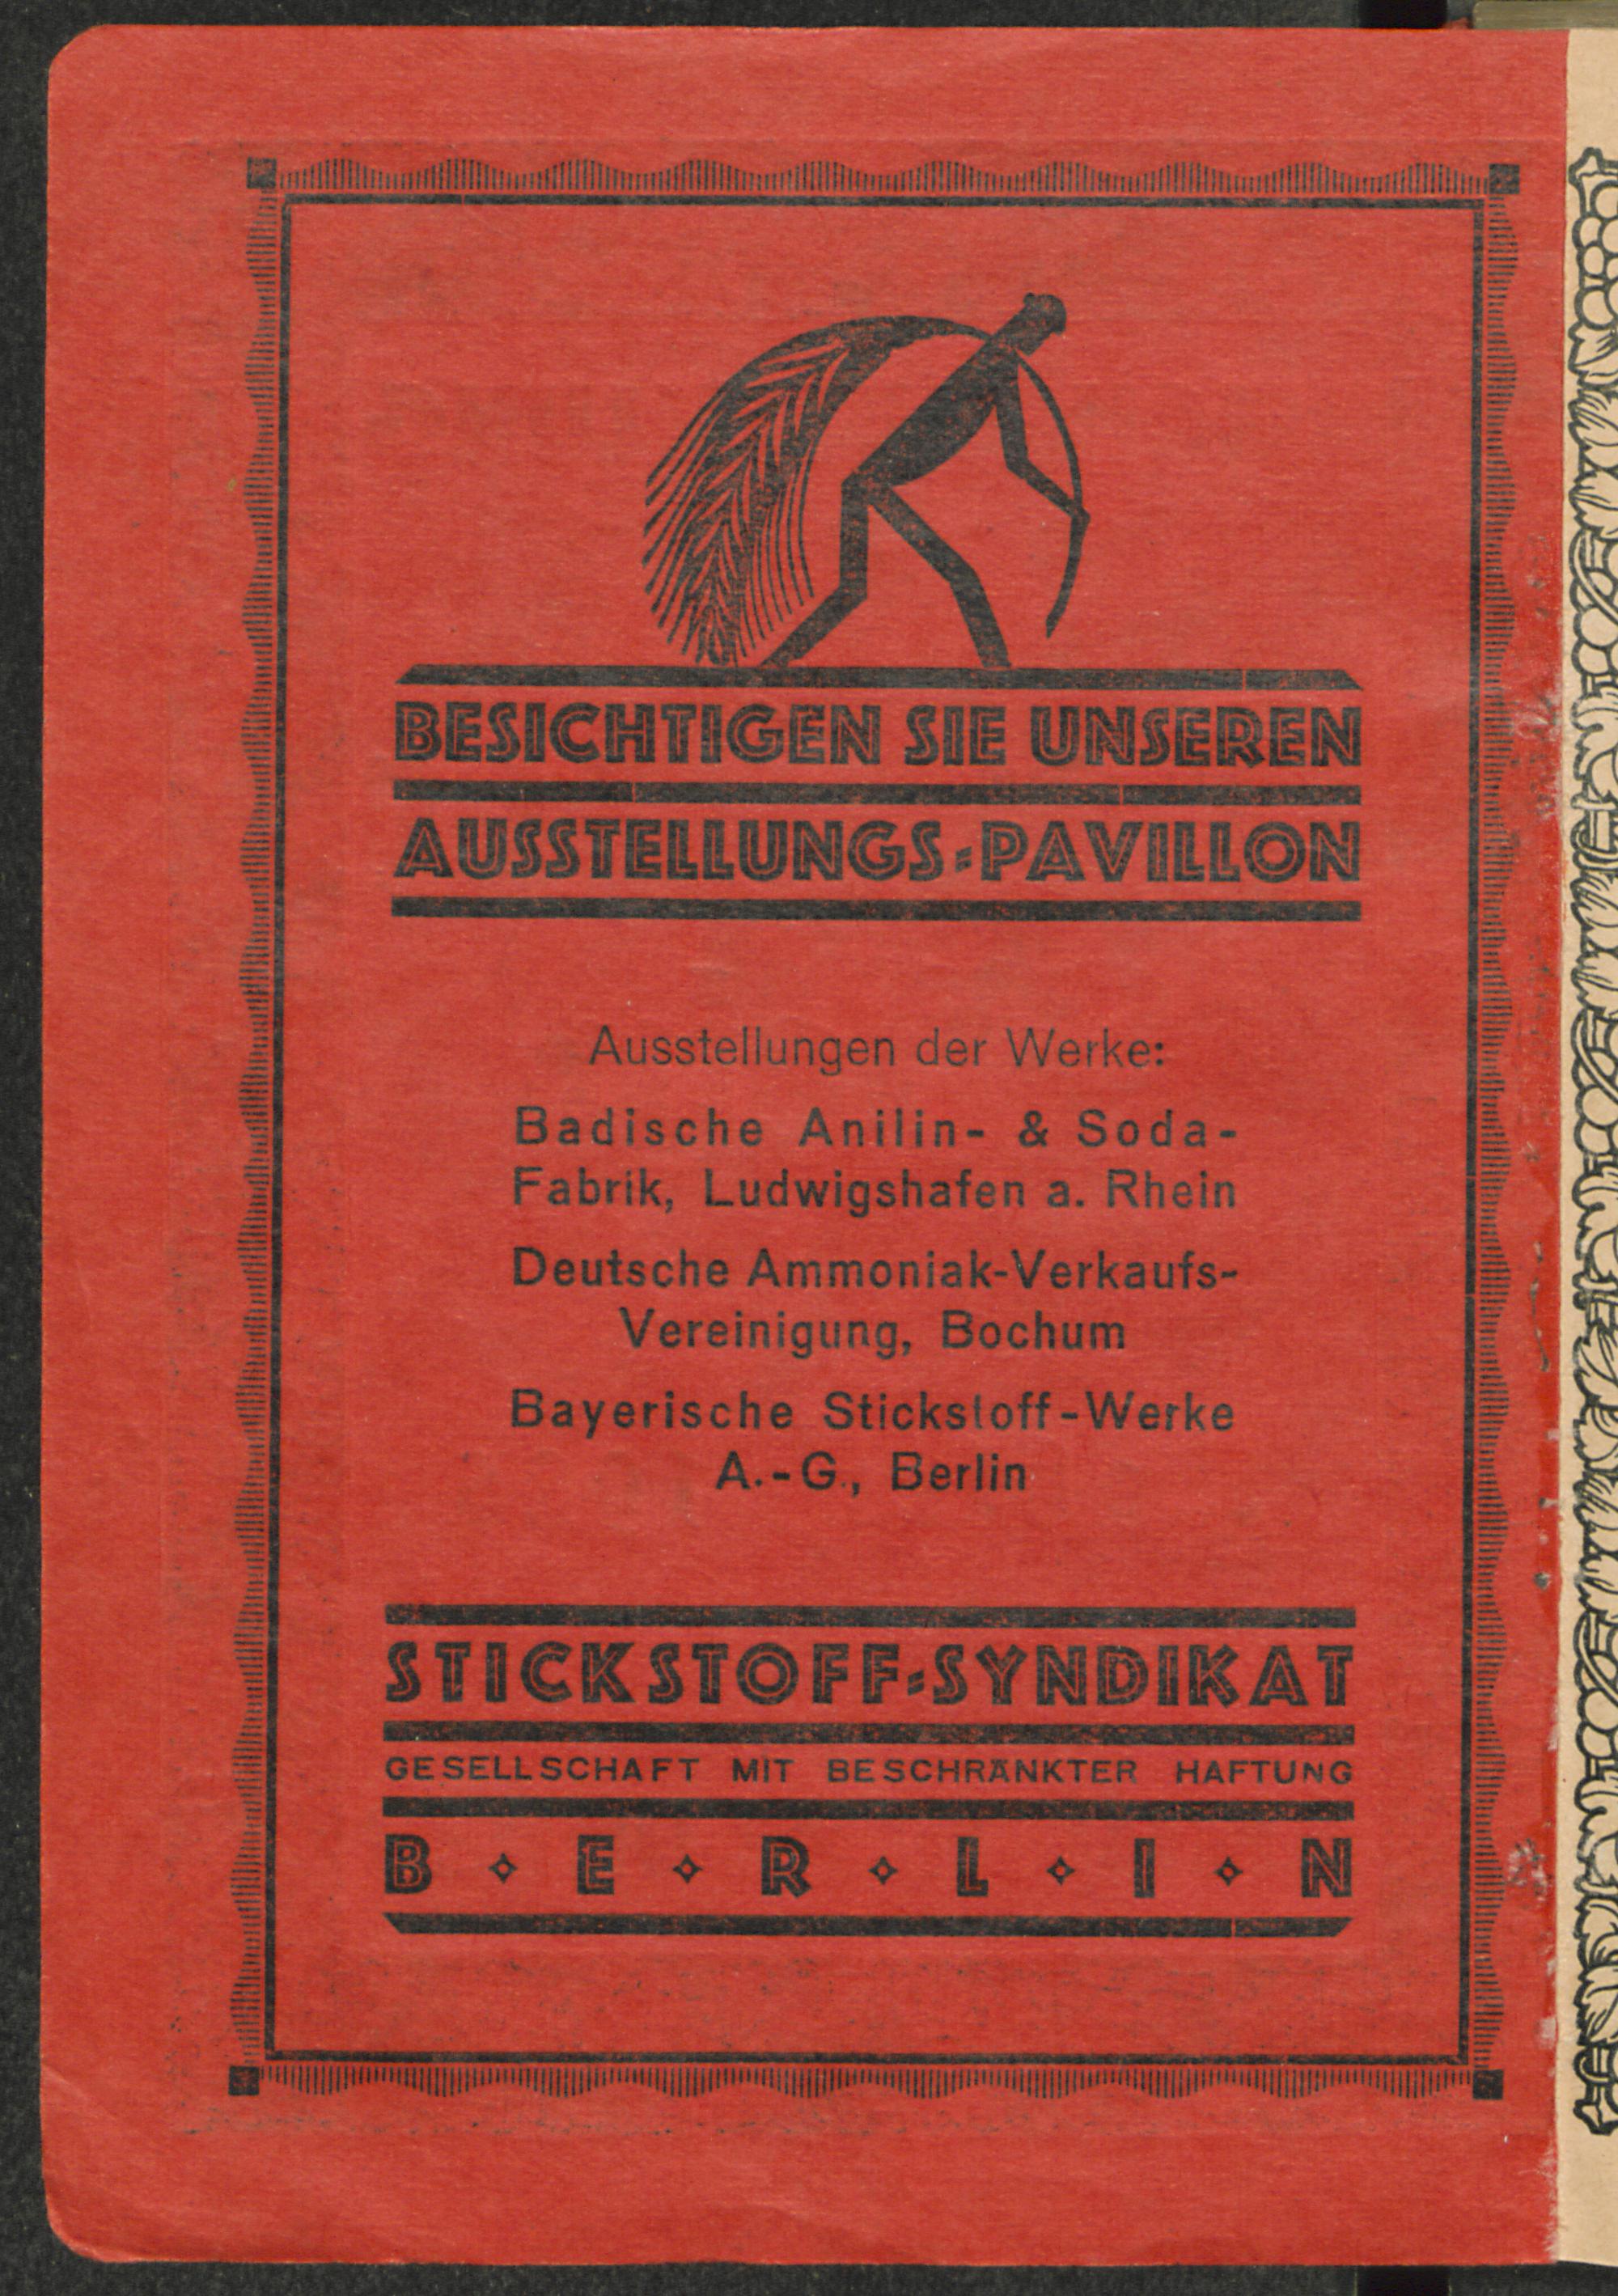 BESICHTIGEN SIE UNSEREN
AUSSTELLUNGS-PAVILLON
Ausstellungen der Werke:
Badische Anilin- & Soda-
Fabrik, Ludwigshafen a. Rhein
Deutsche Ammoniak-Verkaufs-
Vereinigung, Bochum
Bayerische Stickstoff-Werke
A.-G., Berlin
STICKSTOFF-SYNDIKAT
GESELLSCHAFT MIT BESCHRÄNKTER HAFTUNG
B E R L I N